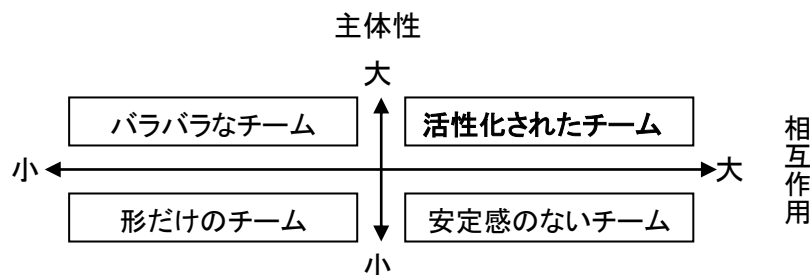 主体性
大
バラバラなチーム
活性化されたチーム
小
大
相互作用
形だけのチーム
安定感のないチーム
小